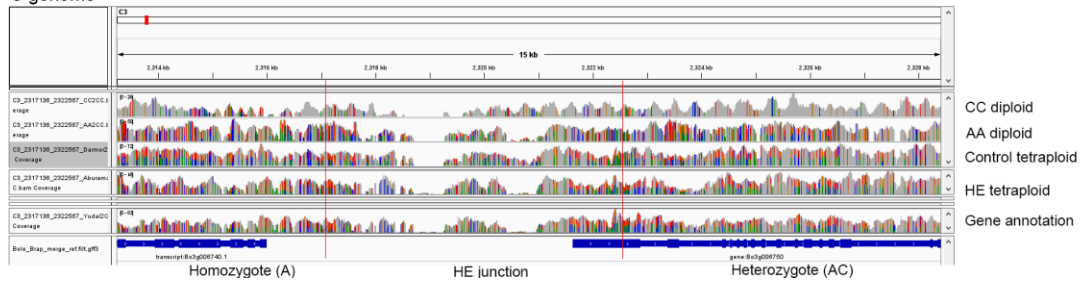 C3
15 kb
2,314 kb 2,316 kb 2,318 kb 2,320 kb 2,322 kb 2,324 kb 2,326 kb 2,328 kb
C3_2317136_2322567_CC2CC.b
erage
CC diploid
C3_2317136_2322567_AA2CC.b
erage
AA diploid
C3_2317136_2322567_Darmor2
Coverage
Control tetraploid
C3_2317136_2322567_Aburamu
C.bam Coverage
HE tetraploid
C3_2317136_2322567_Yudal2C
Coverage
Gene annotation
Bole_Brap_merge_ref.filt.gff3
transcript:Bo3g006740.1
gene:Bo3g006750
Homozygote (A)
HE junction
Heterozygote (AC)